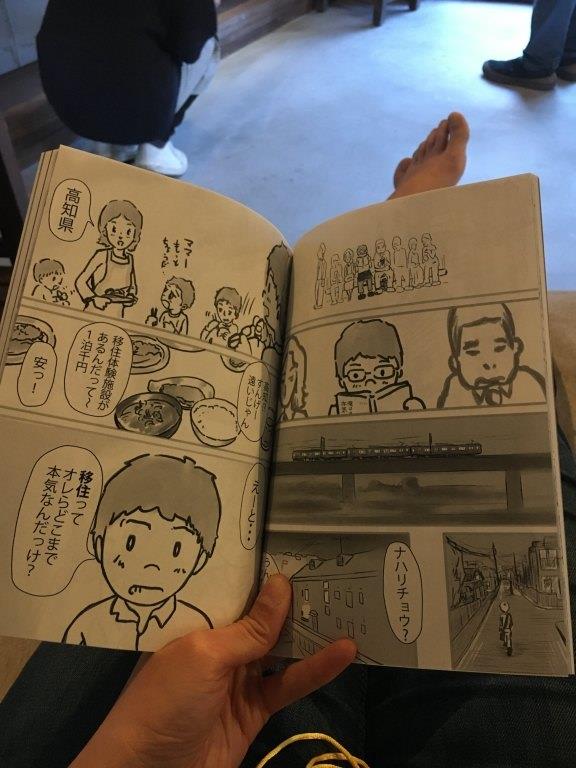 ナハリチョウ?
ママー
もっと
高知県
すんげー
遠いじゃん
移住体験施設が
あるんだって〜
1泊千円
安っ!
えーと・・・
移住って
オレらどこまで
本気なんだっけ?